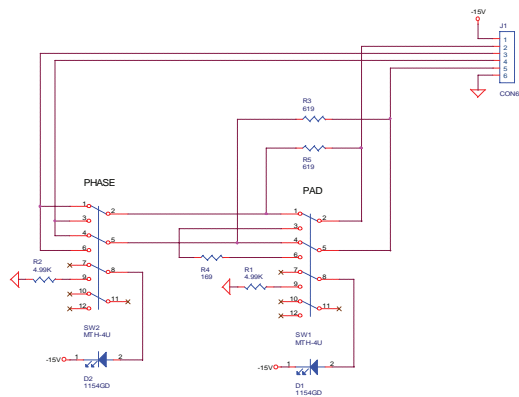 -15V
J1
1
2
3
4
5
6
CON6
R3
619
R5
619
PHASE
PAD
1
2
3
4
5
6
7
8
9
10
11
12
1
2
3
4
5
6
7
8
9
10
11
12
R2
4.99K
R4
169
R1
4.99K
SW2
MTH-4U
SW1
MTH-4U
-15V
1
2
D2
1154GD
-15V
1
2
D1
1154GD